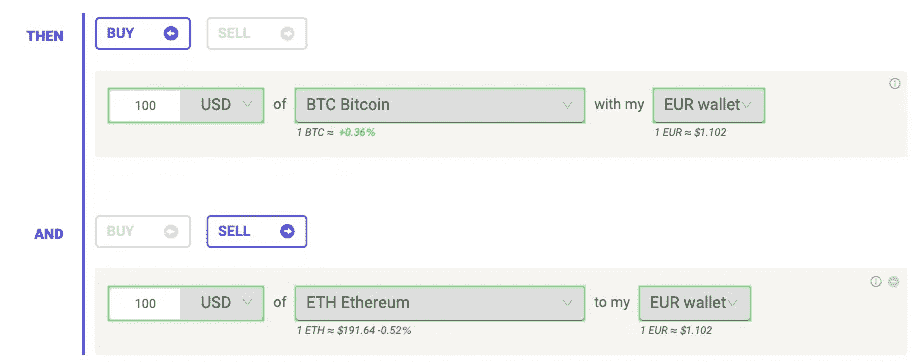 THEN BUY SELL
100 USD of BTC Bitcoin with my EUR wallet
1 BTC ≈ +0.36% 1 EUR ≈ $1.102
AND BUY SELL
100 USD of ETH Ethereum to my EUR wallet
1 ETH ≈ $191.64 -0.52% 1 EUR ≈ $1.102